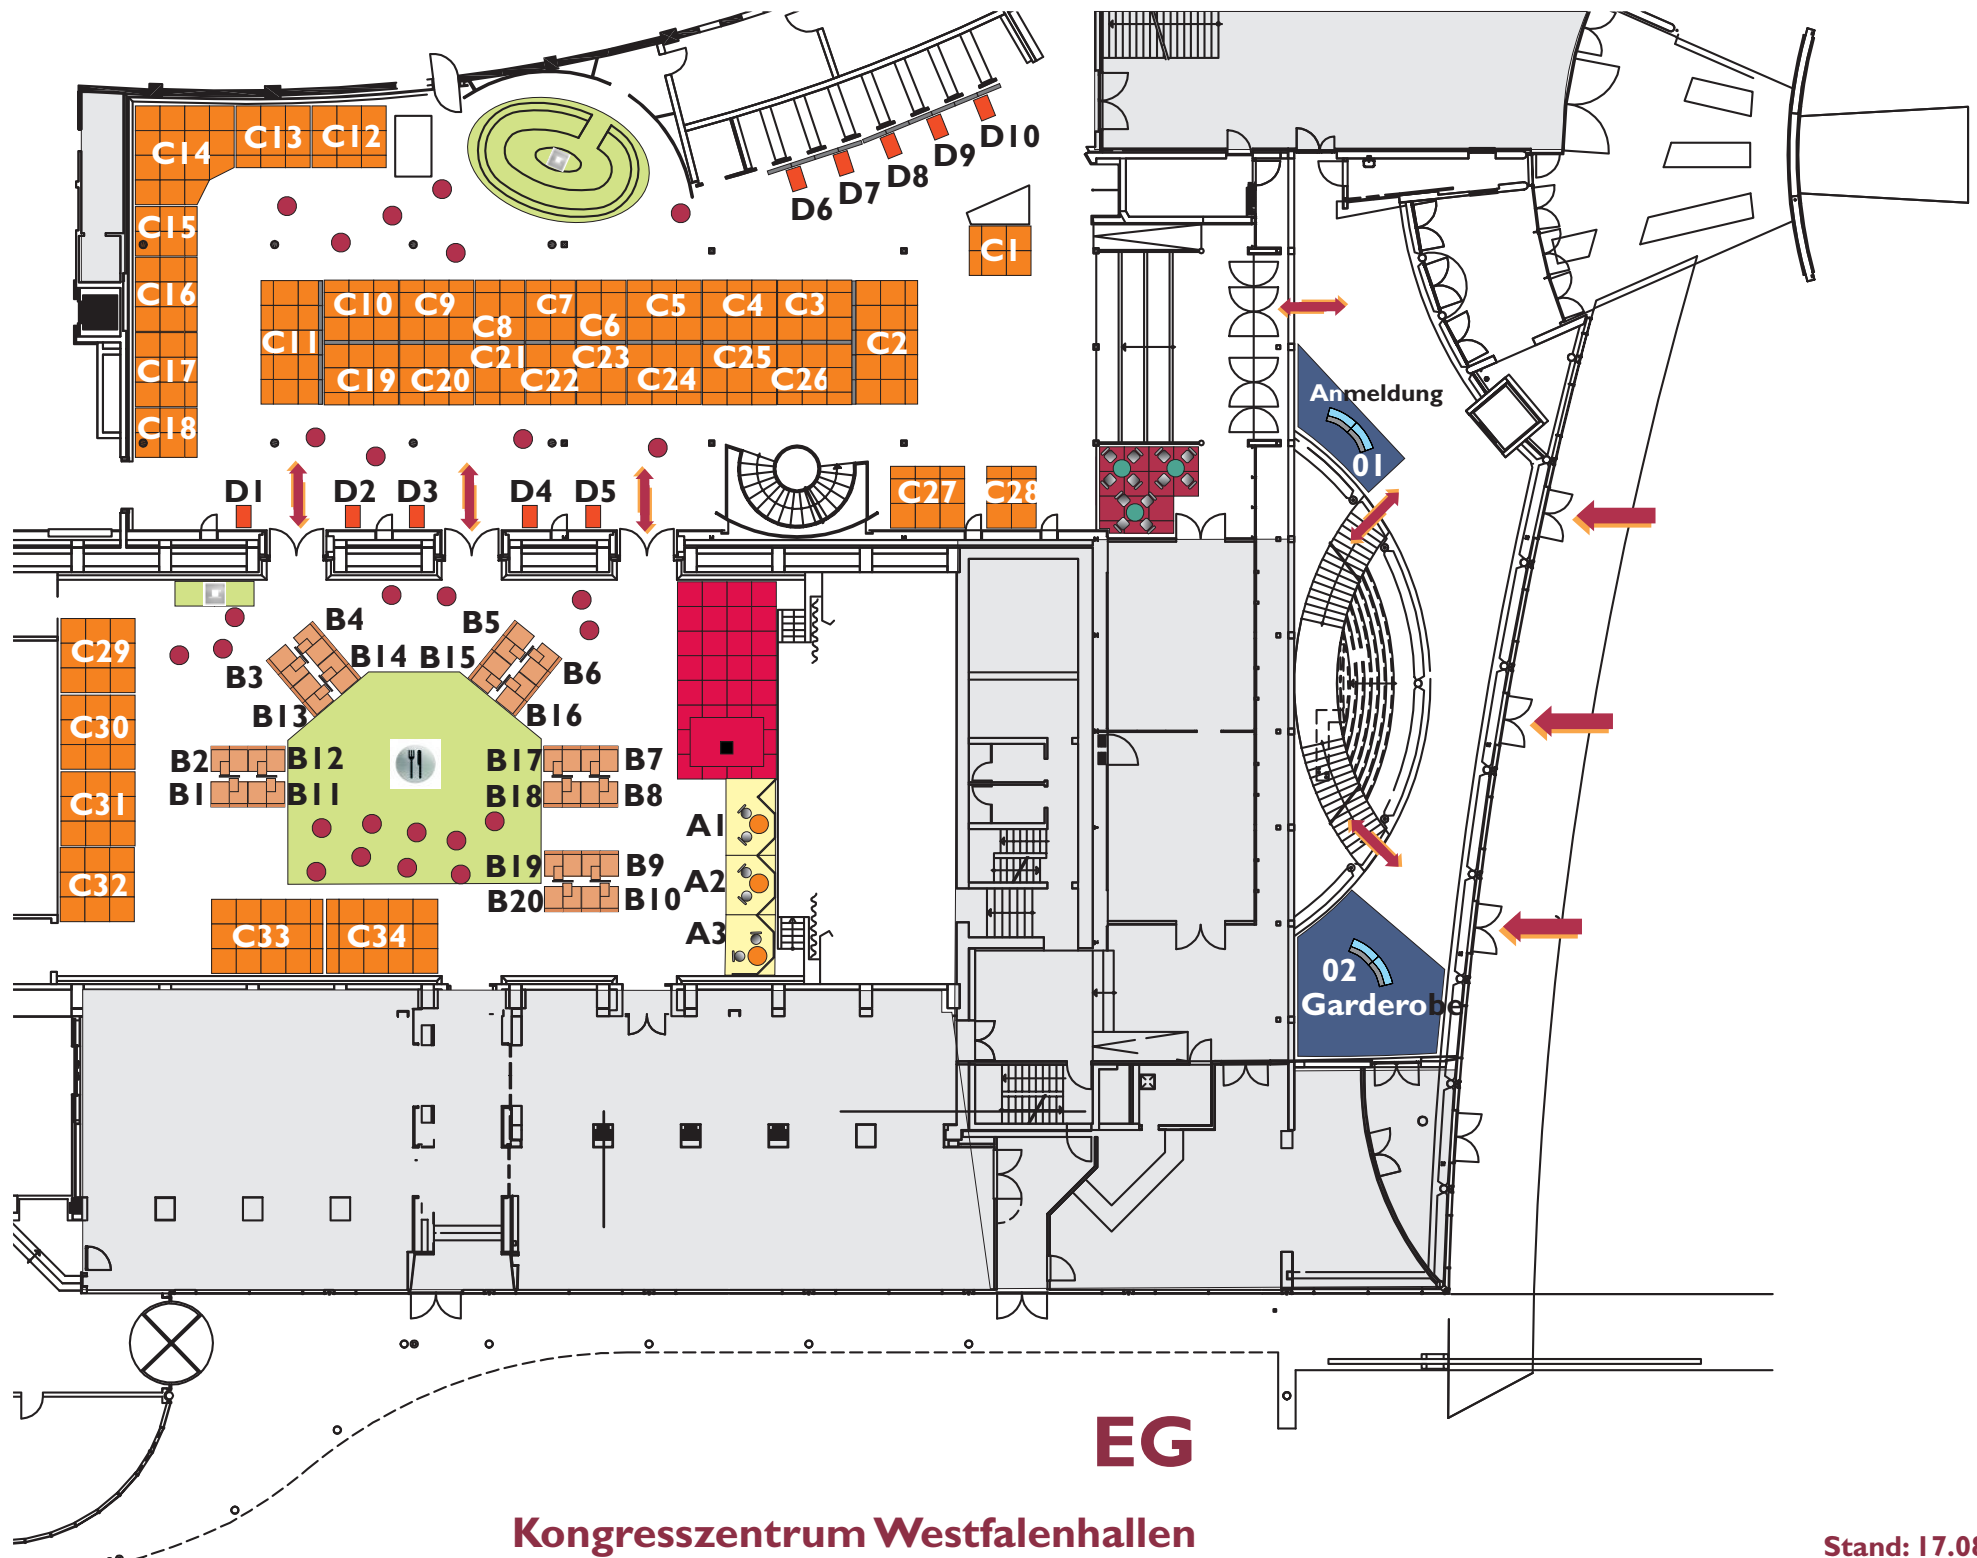 C14
C13
C12
D10
D9
D8
D7
D6
C15
C1
C16
C10
C9
C8
C7
C6
C5
C4
C3
C11
C2
C21
C23
C25
C17
C19
C20
C22
C24
C26
C18
Anmeldung
01
D1
D2
D3
D4
D5
C27
C28
B4
B5
C29
B3
B14
B15
B6
C30
B13
B16
B2
B12
B17
B7
B1
B11
B18
B8
C31
A1
B19
B9
C32
A2
B20
B10
C33
C34
A3
02
Garderobe
EG
Kongresszentrum Westfalenhallen
Stand: 17.08